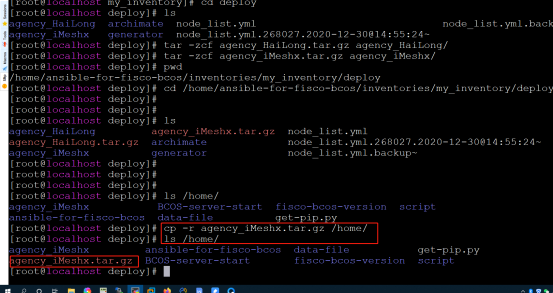 [root@localhost my_inventory]# cd deploy
[root@localhost deploy]# ls
agency_HaiLong archimate node_list.yml node_list.yml.back
agency_iMeshx generator node_list.yml.268027.2020-12-30@14:55:24~
[root@localhost deploy]# tar -zcf agency_HaiLong.tar.gz agency_HaiLong/
[root@localhost deploy]# tar -zcf agency_iMeshx.tar.gz agency_iMeshx/
[root@localhost deploy]# pwd
/home/ansible-for-fisco-bcos/inventories/my_inventory/deploy
[root@localhost deploy]# cd /home/ansible-for-fisco-bcos/inventories/my_inventory/deploy
[root@localhost deploy]#
[root@localhost deploy]#
[root@localhost deploy]# ls
agency_HaiLong agency_iMeshx.tar.gz node_list.yml
agency_HaiLong.tar.gz archimate node_list.yml.268027.2020-12-30@14:55:24~
agency_iMeshx generator node_list.yml.backup~
[root@localhost deploy]#
[root@localhost deploy]#
[root@localhost deploy]# ls /home/
agency_iMeshx BCOS-server-start fisco-bcos-version script
ansible-for-fisco-bcos data-file get-pip.py
[root@localhost deploy]# cp -r agency_iMeshx.tar.gz /home/
[root@localhost deploy]# ls /home/
agency_iMeshx ansible-for-fisco-bcos data-file get-pip.py
agency_iMeshx.tar.gz BCOS-server-start fisco-bcos-version script
[root@localhost deploy]#